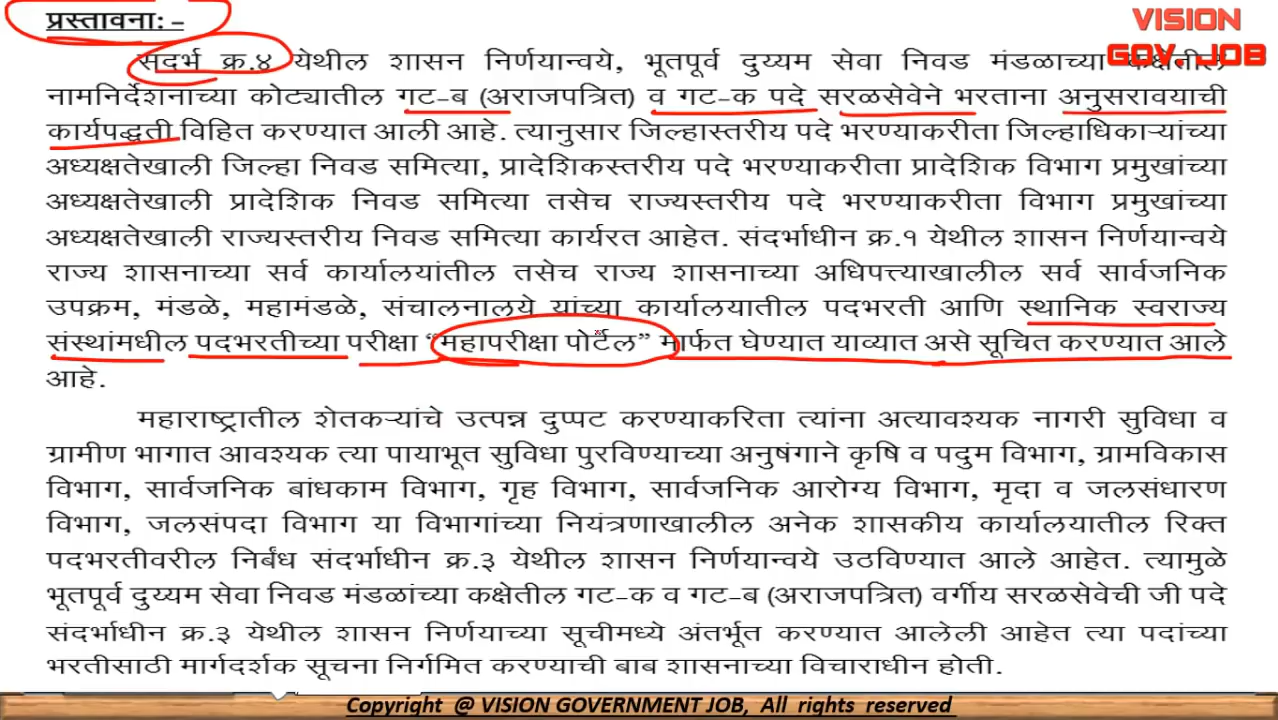 प्रस्तावना: -
VISION
GOV. JOB
संदर्भ क्र.४ येथील शासन निर्णयान्वये, भूतपूर्व दुय्यम सेवा निवड मंडळाच्या कक्षेतील
नामनिर्देशनाच्या कोट्यातील गट-ब (अराजपत्रित) व गट-क पदे सरळसेवेने भरताना अनुसरावयाची
कार्यपद्धती विहित करण्यात आली आहे. त्यानुसार जिल्हास्तरीय पदे भरण्याकरीता जिल्हाधिकाऱ्यांच्या
अध्यक्षतेखाली जिल्हा निवड समित्या, प्रादेशिकस्तरीय पदे भरण्याकरीता प्रादेशिक विभाग प्रमुखांच्या
अध्यक्षतेखाली प्रादेशिक निवड समित्या तसेच राज्यस्तरीय पदे भरण्याकरीता विभाग प्रमुखांच्या
अध्यक्षतेखाली राज्यस्तरीय निवड समित्या कार्यरत आहेत. संदर्भाधीन क्र.१ येथील शासन निर्णयान्वये
राज्य शासनाच्या सर्व कार्यालयांतील तसेच राज्य शासनाच्या अधिपत्त्याखालील सर्व सार्वजनिक
उपक्रम, मंडळे, महामंडळे, संचालनालये यांच्या कार्यालयातील पदभरती आणि स्थानिक स्वराज्य
संस्थांमधील पदभरतीच्या परीक्षा "महापरीक्षा पोर्टल" मार्फत घेण्यात याव्यात असे सूचित करण्यात आले
आहे.
महाराष्ट्रातील शेतकऱ्यांचे उत्पन्न दुप्पट करण्याकरिता त्यांना अत्यावश्यक नागरी सुविधा व
ग्रामीण भागात आवश्यक त्या पायाभूत सुविधा पुरविण्याच्या अनुषंगाने कृषि व पदुम विभाग, ग्रामविकास
विभाग, सार्वजनिक बांधकाम विभाग, गृह विभाग, सार्वजनिक आरोग्य विभाग, मृदा व जलसंधारण
विभाग, जलसंपदा विभाग या विभागांच्या नियंत्रणाखालील अनेक शासकीय कार्यालयातील रिक्त
पदभरतीवरील निर्बंध संदर्भाधीन क्र.३ येथील शासन निर्णयान्वये उठविण्यात आले आहेत. त्यामुळे
भूतपूर्व दुय्यम सेवा निवड मंडळांच्या कक्षेतील गट-क व गट-ब (अराजपत्रित) वर्गीय सरळसेवेची जी पदे
संदर्भाधीन क्र.३ येथील शासन निर्णयाच्या सूचीमध्ये अंतर्भूत करण्यात आलेली आहेत त्या पदांच्या
भरतीसाठी मार्गदर्शक सूचना निर्गमित करण्याची बाब शासनाच्या विचाराधीन होती.
Copyright @ VISION GOVERNMENT JOB, All rights reserved